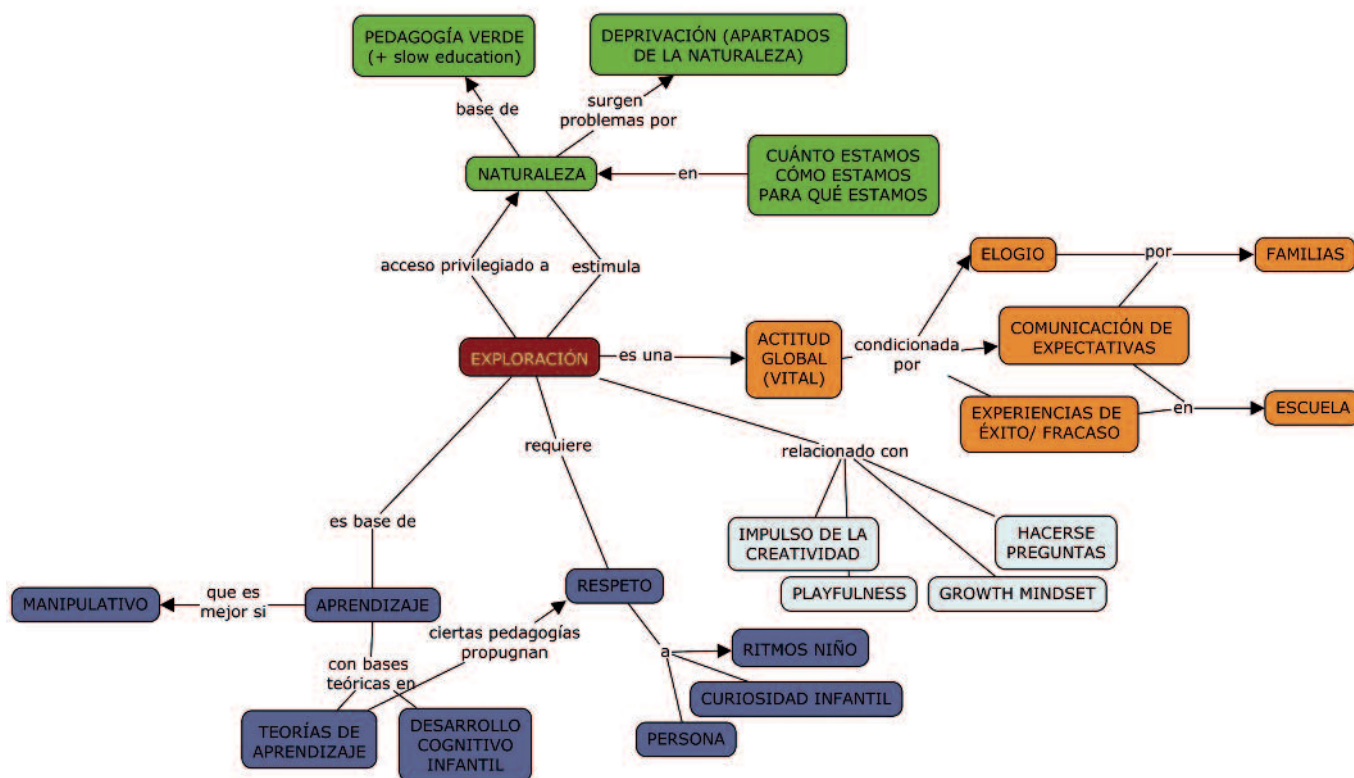 PEDAGOGÍA VERDE
(+ slow education)
DEPRIVACIÓN (APARTADOS
DE LA NATURALEZA)
base de
surgen
problemas por
NATURALEZA
en
CUÁNTO ESTAMOS
CÓMO ESTAMOS
PARA QUÉ ESTAMOS
acceso privilegiado a
estimula
ELOGIO
por
FAMILIAS
EXPLORACIÓN
es una
ACTITUD
GLOBAL
(VITAL)
condicionada
por
COMUNICACIÓN DE
EXPECTATIVAS
EXPERIENCIAS DE
ÉXITO/ FRACASO
en
ESCUELA
requiere
relacionado con
es base de
IMPULSO DE LA
CREATIVIDAD
HACERSE
PREGUNTAS
PLAYFULNESS
GROWTH MINDSET
MANIPULATIVO
que es
mejor si
APRENDIZAJE
RESPETO
ciertas pedagogías
propugnan
a
RITMOS NIÑO
CURIOSIDAD INFANTIL
PERSONA
con bases
teóricas en
TEORÍAS DE
APRENDIZAJE
DESARROLLO
COGNITIVO
INFANTIL